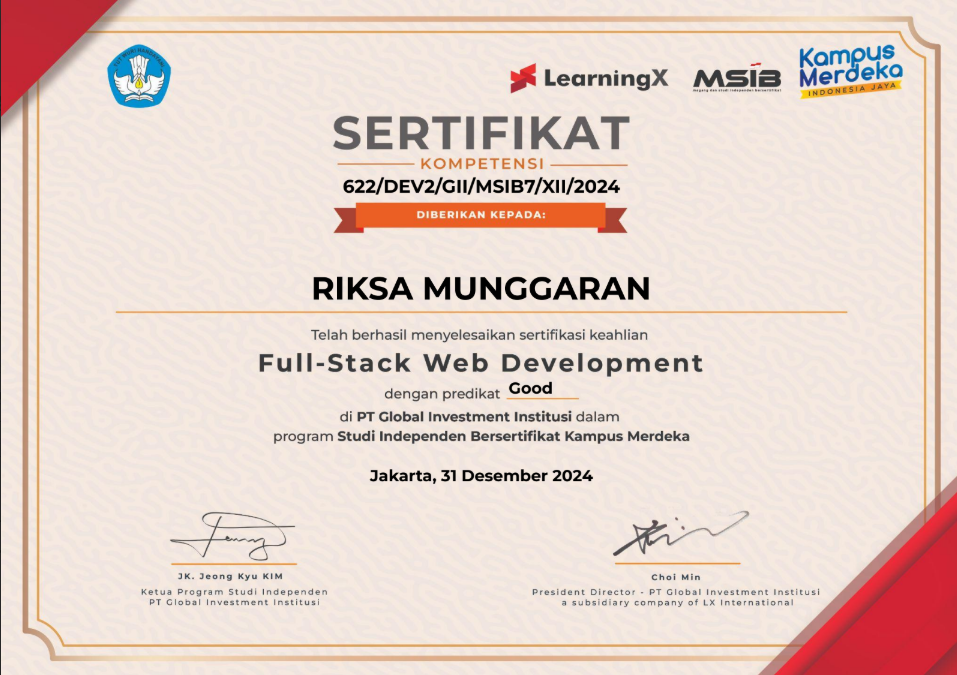 TUT WURI HANDAYANI
LearningX
MSIB
Magang dan Studi Independen Bersertifikat
Kampus
Merdeka
INDONESIA JAYA
SERTIFIKAT
KOMPETENSI
622/DEV2/GII/MSIB7/XII/2024
DIBERIKAN KEPADA:
RIKSA MUNGGARAN
Telah berhasil menyelesaikan sertifikasi keahlian
Full-Stack Web Development
dengan predikat Good
di PT Global Investment Institusi dalam
program Studi Independen Bersertifikat Kampus Merdeka
Jakarta, 31 Desember 2024
JK. Jeong Kyu KIM
Ketua Program Studi Independen
PT Global Investment Institusi
Choi Min
President Director - PT Global Investment Institusi
a subsidiary company of LX International